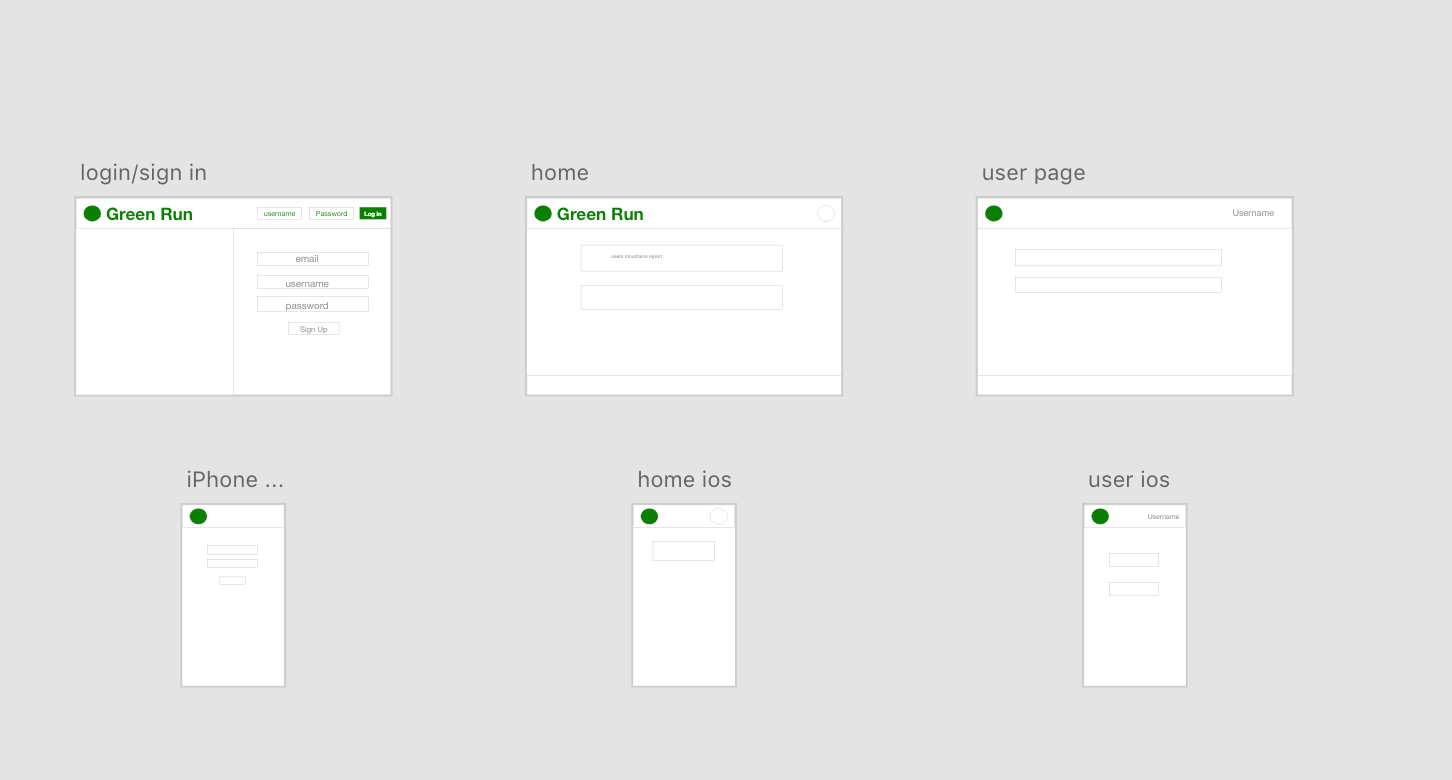 login/sign in
home
user page
Green Run
username
Password
Log in
Green Run
Username
email
username
password
Sign Up
users mountains report
iPhone ...
home ios
user ios
Username